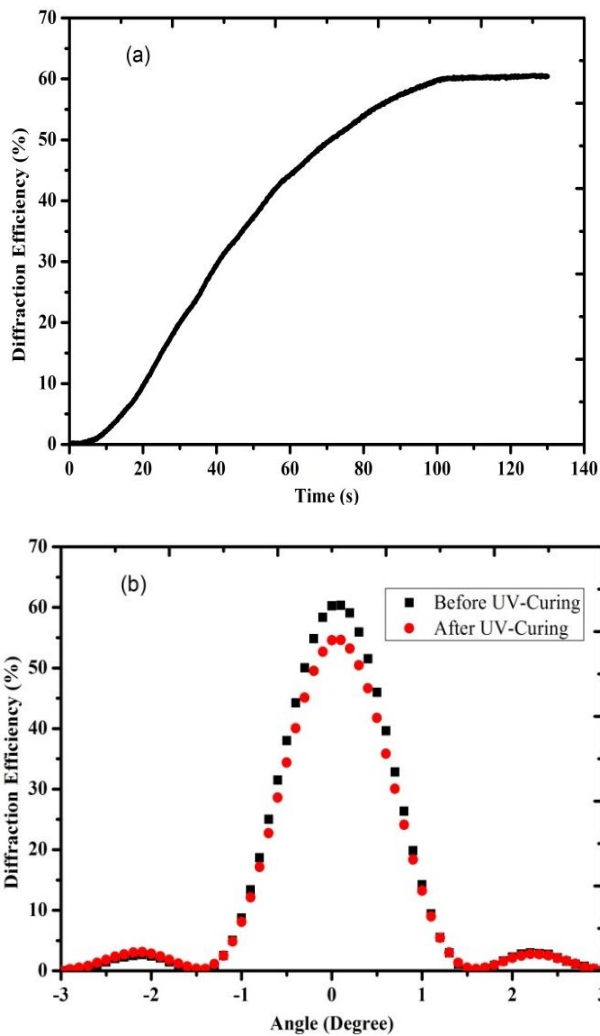 (a)
Diffraction Efficiency (%)
70
60
50
40
30
20
10
0
0 20 40 60 80 100 120 140
Time (s)
(b)
Diffraction Efficiency (%)
70
60
50
40
30
20
10
0
Before UV-Curing
After UV-Curing
-3 -2 -1 0 1 2 3
Angle (Degree)